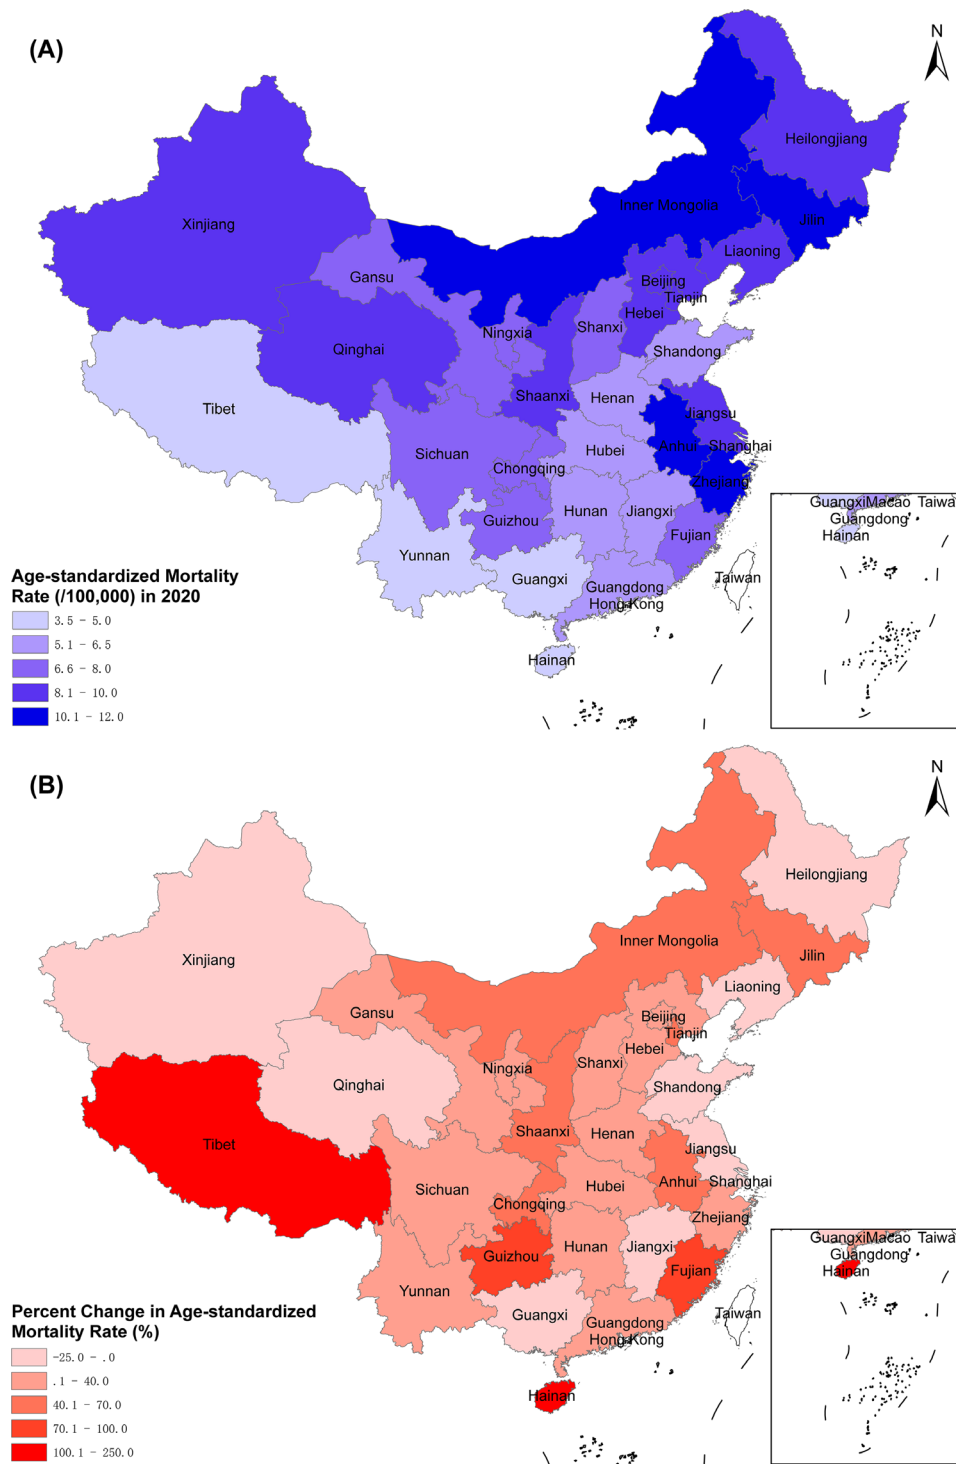 (A)
N
Heilongjiang
Xinjiang
Inner Mongolia
Jilin
Liaoning
Gansu
Beijing
Tianjin
Hebei
Ningxia
Shanxi
Qinghai
Shandong
Shaanxi
Henan
Tibet
Jiangsu
Anhui
Shanghai
Sichuan
Hubei
Chongqing
Zhejiang
Guizhou
Hunan
Jiangxi
Fujian
Yunnan
Guangxi
Taiwan
Guangdong
Hong-Kong
Hainan
Guangxi
Macao
Taiwa
Guangdong
Hainan
Age-standardized Mortality
Rate (/100,000) in 2020
3.5 - 5.0
5.1 - 6.5
6.6 - 8.0
8.1 - 10.0
10.1 - 12.0
(B)
N
Heilongjiang
Xinjiang
Inner Mongolia
Jilin
Liaoning
Gansu
Beijing
Tianjin
Hebei
Ningxia
Shanxi
Qinghai
Shandong
Shaanxi
Henan
Tibet
Jiangsu
Anhui
Shanghai
Sichuan
Hubei
Chongqing
Zhejiang
Guizhou
Hunan
Jiangxi
Fujian
Yunnan
Guangxi
Taiwan
Guangdong
Hong-Kong
Hainan
Guangxi
Macao
Taiwa
Guangdong
Hainan
Percent Change in Age-standardized
Mortality Rate (%)
-25.0 - .0
.1 - 40.0
40.1 - 70.0
70.1 - 100.0
100.1 - 250.0